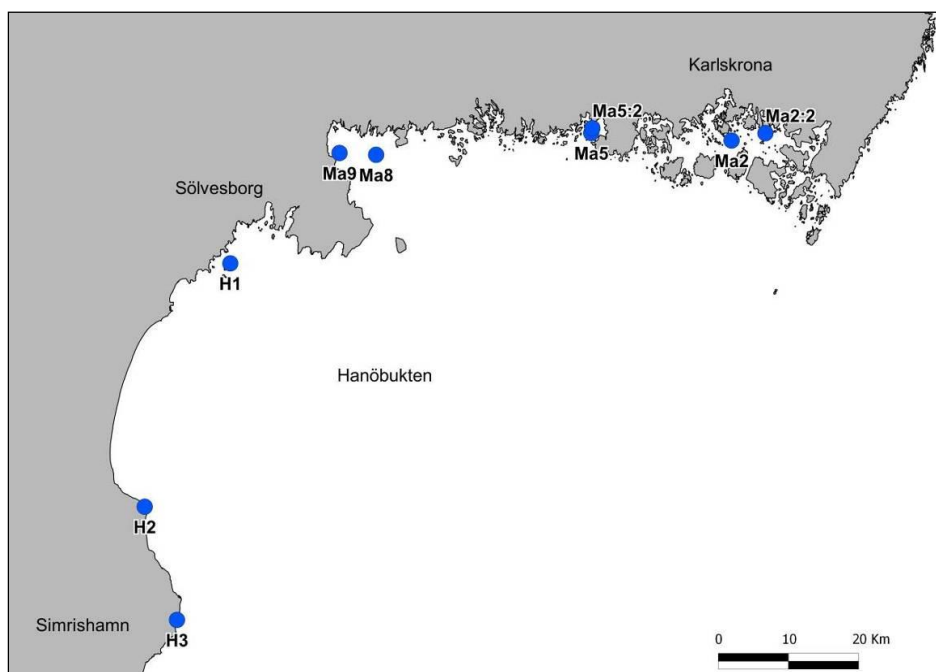 Karlskrona
Ma5:2
Ma2:2
Ma5
Ma2
Ma9
Ma8
Sölvesborg
H1
Hanöbukten
H2
Simrishamn
H3
0 10 20 Km